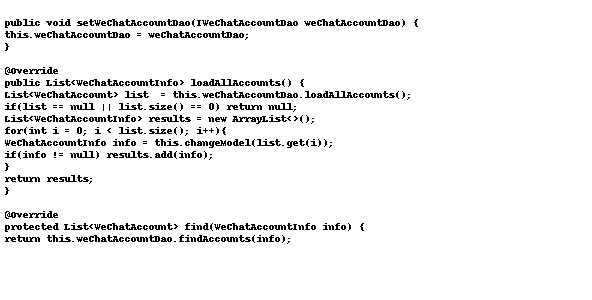 public void setWeChatAccountDao(IWeChatAccountDao weChatAccountDao) {
this.weChatAccountDao = weChatAccountDao;
}
@Override
public List<WeChatAccountInfo> loadAllAccounts() {
List<WeChatAccount> list  = this.weChatAccountDao.loadAllAccounts();
if(list == null || list.size() == 0) return null;
List<WeChatAccountInfo> results = new ArrayList<>();
for(int i = 0; i < list.size(); i++){
WeChatAccountInfo info = this.changeModel(list.get(i));
if(info != null) results.add(info);
}
return results;
}
@Override
protected List<WeChatAccount> find(WeChatAccountInfo info) {
return this.weChatAccountDao.findAccounts(info);